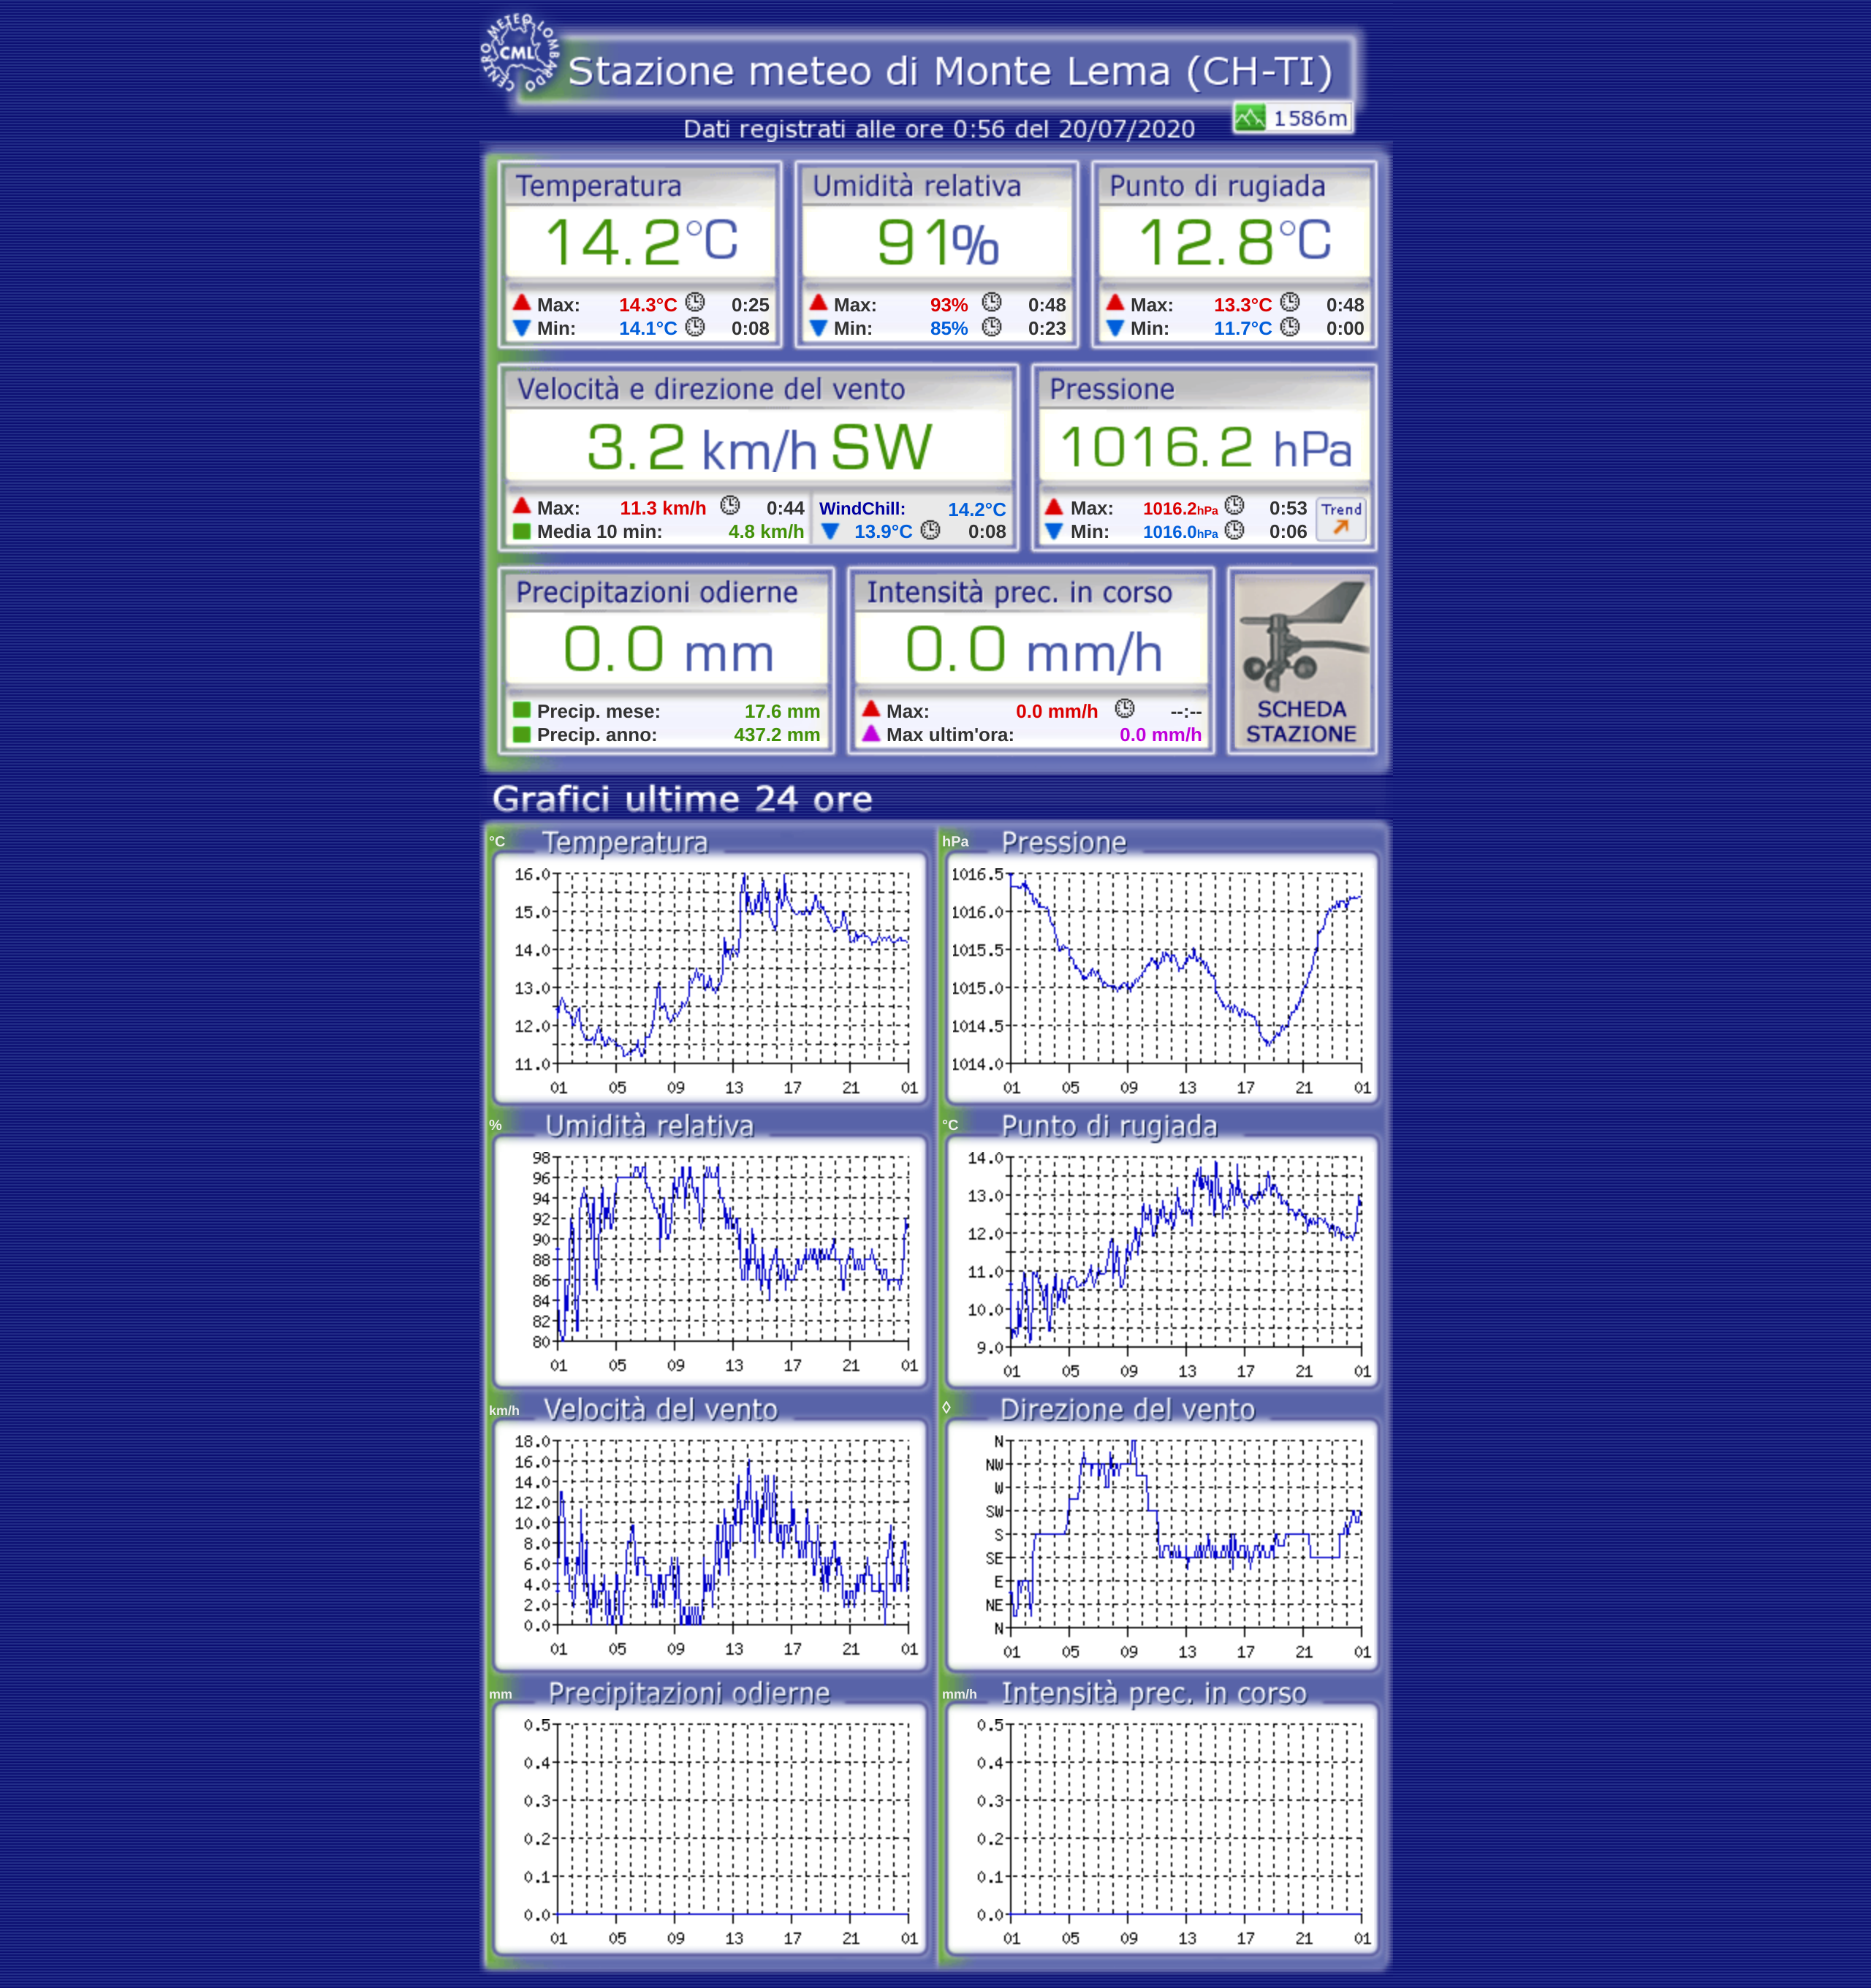 CENTRO METEO LOMBARDO
CML
Stazione meteo di Monte Lema (CH-TI)
1586m
Dati registrati alle ore 0:56 del 20/07/2020
Temperatura
14.2°C
Max: 14.3°C 0:25
Min: 14.1°C 0:08
Umidità relativa
91%
Max: 93% 0:48
Min: 85% 0:23
Punto di rugiada
12.8°C
Max: 13.3°C 0:48
Min: 11.7°C 0:00
Velocità e direzione del vento
3.2 km/h SW
Max: 11.3 km/h 0:44
Media 10 min: 4.8 km/h
WindChill: 14.2°C
13.9°C 0:08
Pressione
1016.2 hPa
Max: 1016.2hPa 0:53
Min: 1016.0hPa 0:06
Trend
Precipitazioni odierne
0.0 mm
Precip. mese: 17.6 mm
Precip. anno: 437.2 mm
Intensità prec. in corso
0.0 mm/h
Max: 0.0 mm/h --:--
Max ultim'ora: 0.0 mm/h
SCHEDA
STAZIONE
Grafici ultime 24 ore
°C Temperatura
16.0
15.0
14.0
13.0
12.0
11.0
01 05 09 13 17 21 01
hPa Pressione
1016.5
1016.0
1015.5
1015.0
1014.5
1014.0
01 05 09 13 17 21 01
% Umidità relativa
98
96
94
92
90
88
86
84
82
80
01 05 09 13 17 21 01
°C Punto di rugiada
14.0
13.0
12.0
11.0
10.0
9.0
01 05 09 13 17 21 01
km/h Velocità del vento
18.0
16.0
14.0
12.0
10.0
8.0
6.0
4.0
2.0
0.0
01 05 09 13 17 21 01
◊ Direzione del vento
N
NW
W
SW
S
SE
E
NE
N
01 05 09 13 17 21 01
mm Precipitazioni odierne
0.5
0.4
0.3
0.2
0.1
0.0
01 05 09 13 17 21 01
mm/h Intensità prec. in corso
0.5
0.4
0.3
0.2
0.1
0.0
01 05 09 13 17 21 01